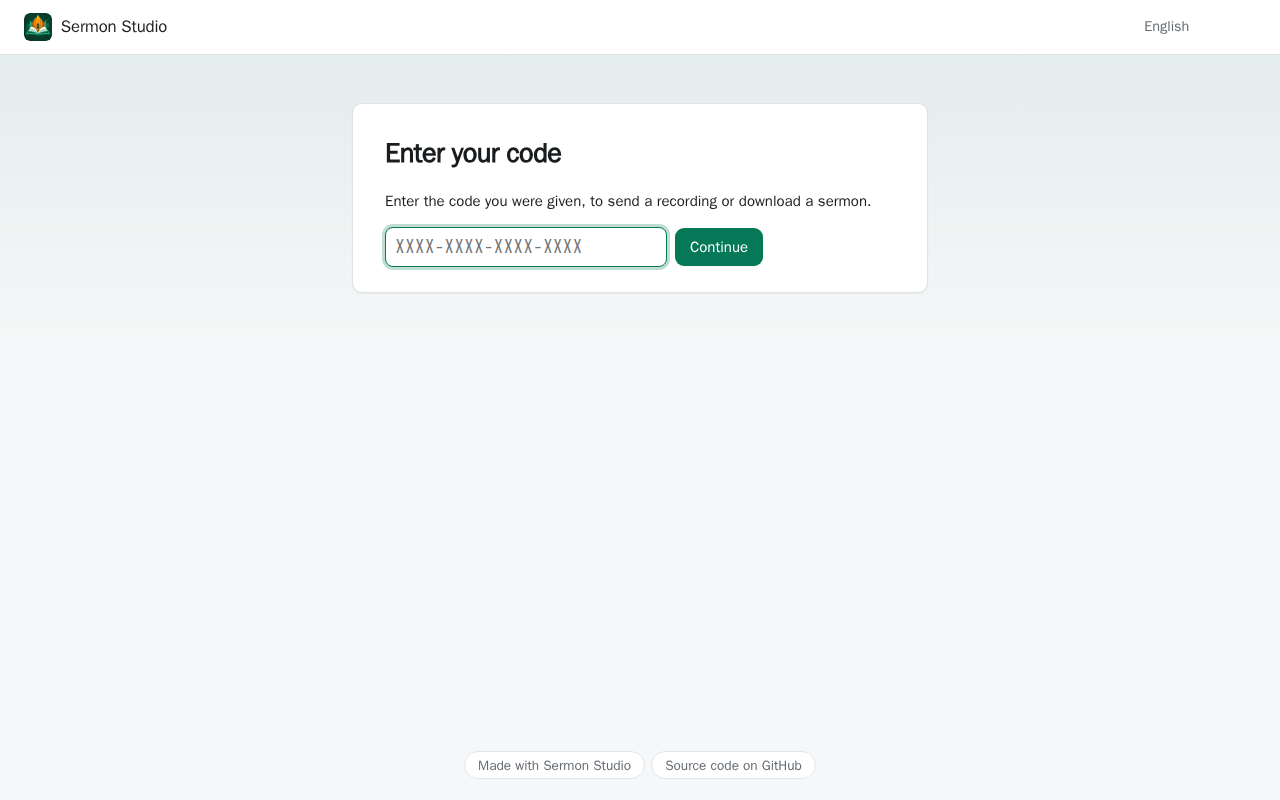 Sermon Studio
English
Enter your code
Enter the code you were given, to send a recording or download a sermon.
XXXX-XXXX-XXXX-XXXX
Continue
Made with Sermon Studio
Source code on GitHub